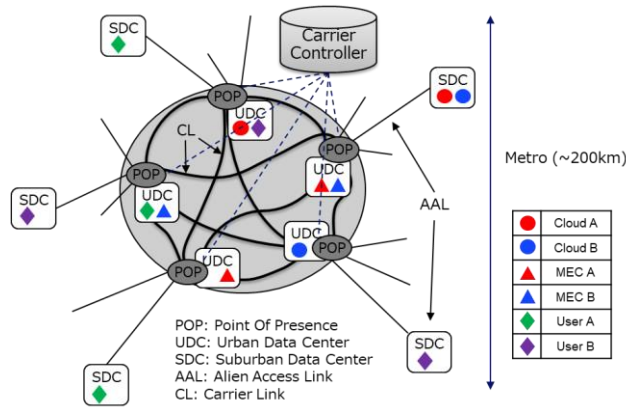 SDC
Carrier
Controller
SDC
POP
UDC
CL
POP
Metro (~200km)
UDC
POP
SDC
UDC
AAL
UDC
POP
UDC
POP
Cloud A
Cloud B
MEC A
MEC B
User A
User B
POP: Point Of Presence
UDC: Urban Data Center
SDC: Suburban Data Center
AAL: Alien Access Link
CL: Carrier Link
SDC
SDC